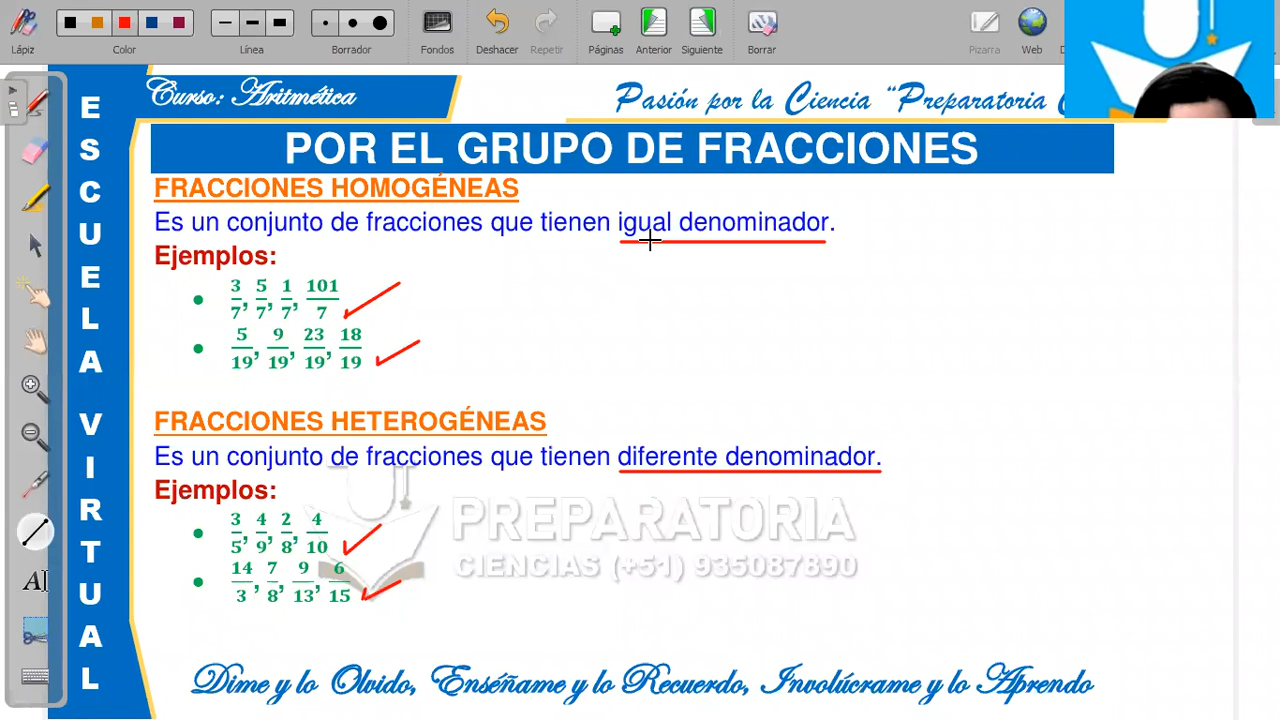 Lápiz
Color
Línea
Borrador
Fondos
Deshacer
Repetir
Páginas
Anterior
Siguiente
Borrar
Pizarra
Web
Curso: Aritmética
Pasión por la Ciencia “Preparatoria
ESCUELA VIRTUAL
POR EL GRUPO DE FRACCIONES
FRACCIONES HOMOGÉNEAS
Es un conjunto de fracciones que tienen igual denominador.
Ejemplos:
• 3/7, 5/7, 1/7, 101/7
• 5/19, 9/19, 23/19, 18/19
FRACCIONES HETEROGÉNEAS
Es un conjunto de fracciones que tienen diferente denominador.
Ejemplos:
• 3/5, 4/9, 2/8, 4/10
• 14/3, 7/8, 9/13, 6/15
PREPARATORIA
CIENCIAS (+51) 935087890
Dime y lo Olvido, Enséñame y lo Recuerdo, Involúcrame y lo Aprendo